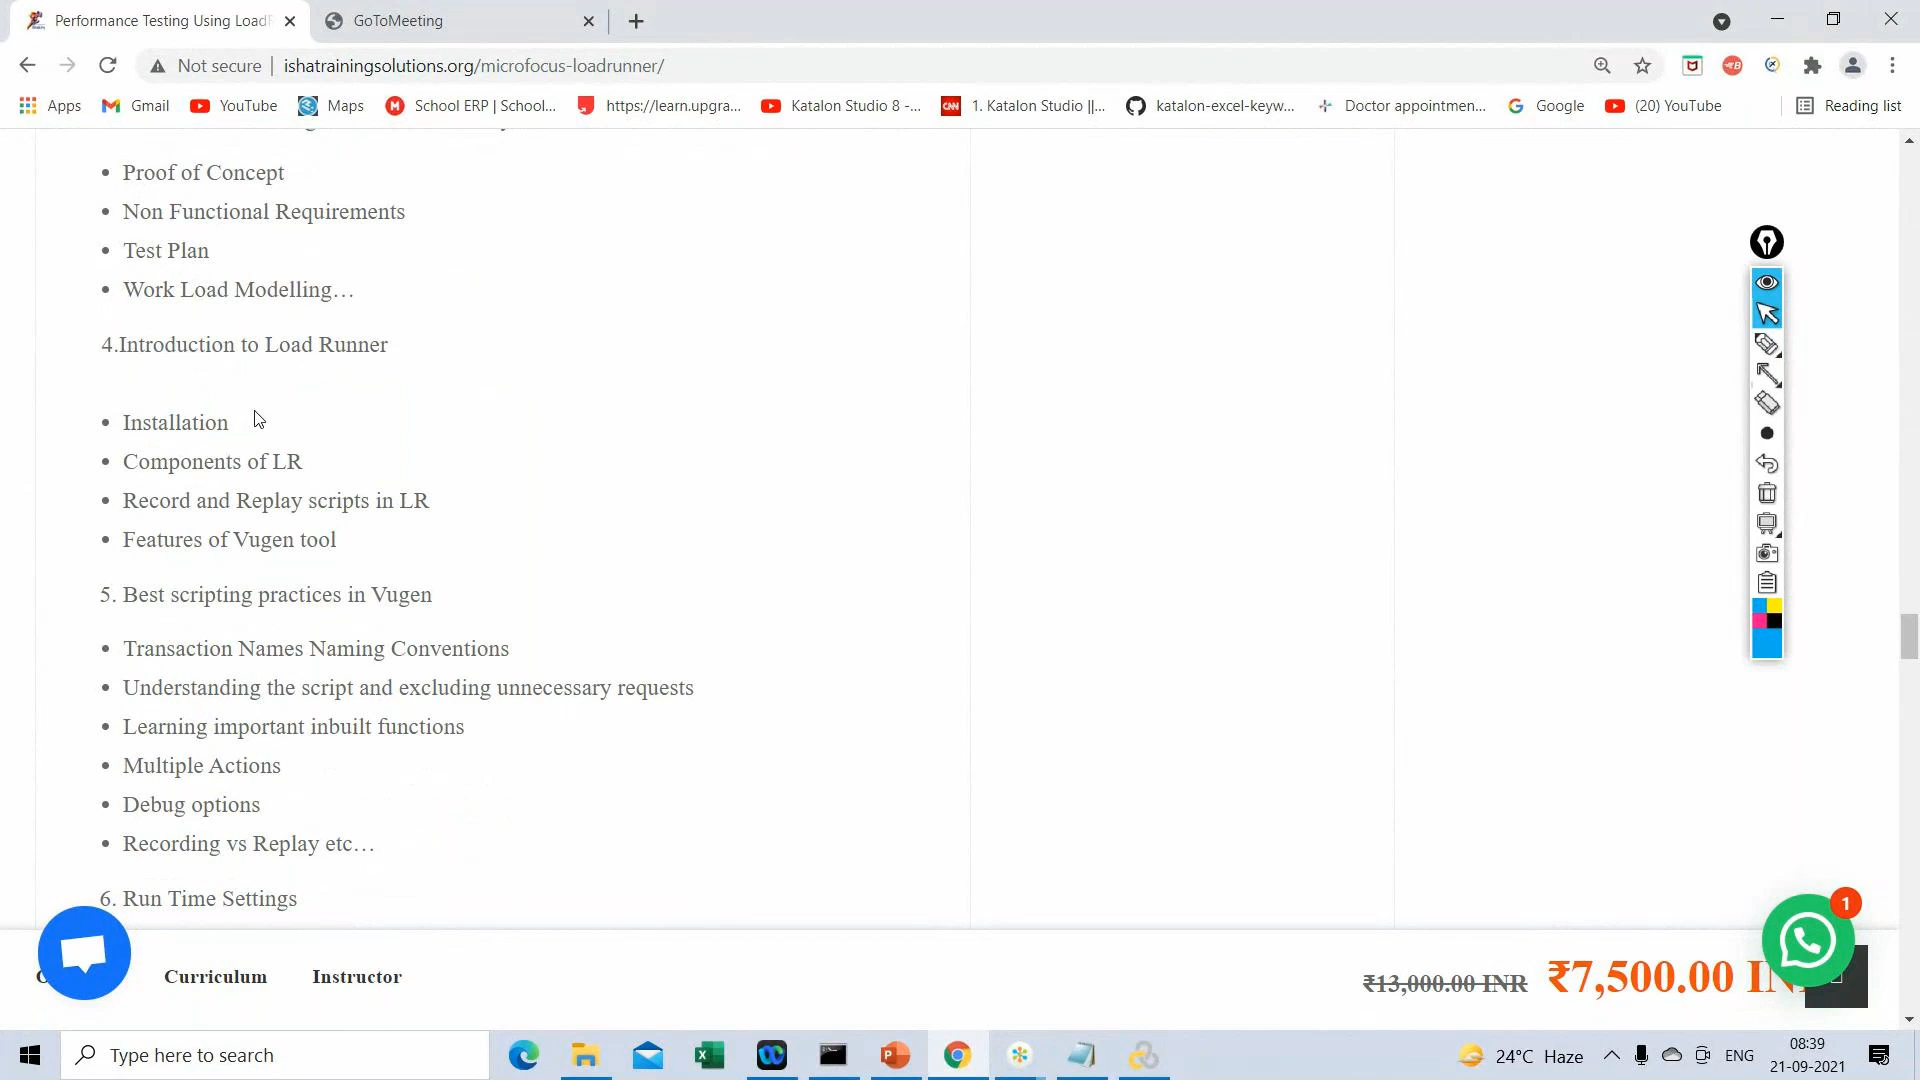 Performance Testing Using Load
GoToMeeting
Not secure | ishatrainingsolutions.org/microfocus-loadrunner/
Apps
Gmail
YouTube
Maps
School ERP | School...
https://learn.upgra...
Katalon Studio 8 -...
1. Katalon Studio ||...
katalon-excel-keyw...
Doctor appointmen...
Google
(20) YouTube
Reading list
• Proof of Concept
• Non Functional Requirements
• Test Plan
• Work Load Modelling…
4.Introduction to Load Runner
• Installation
• Components of LR
• Record and Replay scripts in LR
• Features of Vugen tool
5. Best scripting practices in Vugen
• Transaction Names Naming Conventions
• Understanding the script and excluding unnecessary requests
• Learning important inbuilt functions
• Multiple Actions
• Debug options
• Recording vs Replay etc…
6. Run Time Settings
1
Curriculum
Instructor
₹13,000.00 INR
₹7,500.00
Type here to search
24°C Haze
ENG
08:39
21-09-2021